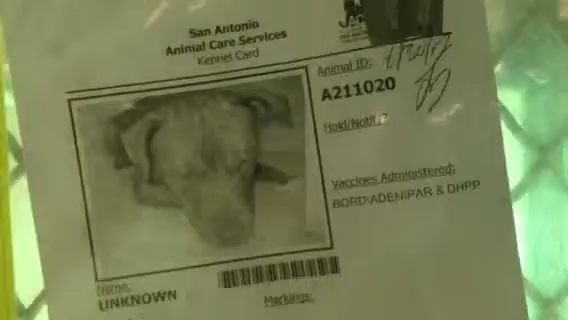 San Antonio
Animal Care Services
Kennel Card
Animal ID:
A211020
Hold/Notify
Vaccines Administered:
BORD\ADENIPAR & DHPP
Name:
UNKNOWN
Markings: